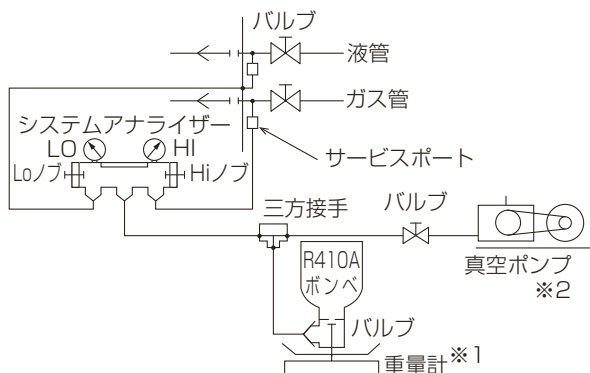 バルブ
液管
ガス管
システムアナライザー
LO
HI
Loノブ
Hiノブ
サービスポート
三方接手
バルブ
R410A
ボンベ
真空ポンプ
※2
バルブ
重量計※1